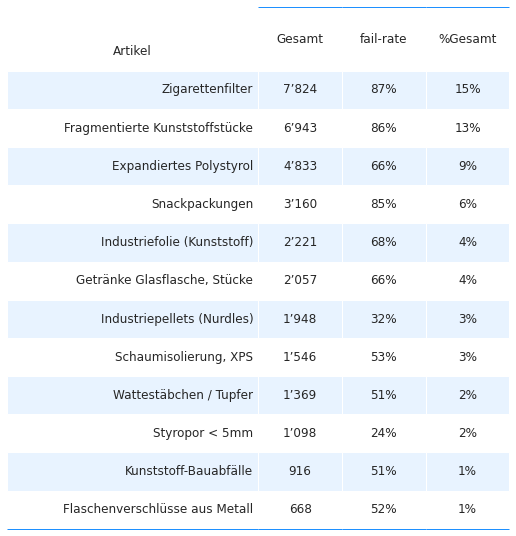 Artikel Gesamt fail-rate %Gesamt
Zigarettenfilter 7’824 87% 15%
Fragmentierte Kunststoffstücke 6’943 86% 13%
Expandiertes Polystyrol 4’833 66% 9%
Snackpackungen 3’160 85% 6%
Industriefolie (Kunststoff) 2’221 68% 4%
Getränke Glasflasche, Stücke 2’057 66% 4%
Industriepellets (Nurdles) 1’948 32% 3%
Schaumisolierung, XPS 1’546 53% 3%
Wattestäbchen / Tupfer 1’369 51% 2%
Styropor < 5mm 1’098 24% 2%
Kunststoff-Bauabfälle 916 51% 1%
Flaschenverschlüsse aus Metall 668 52% 1%